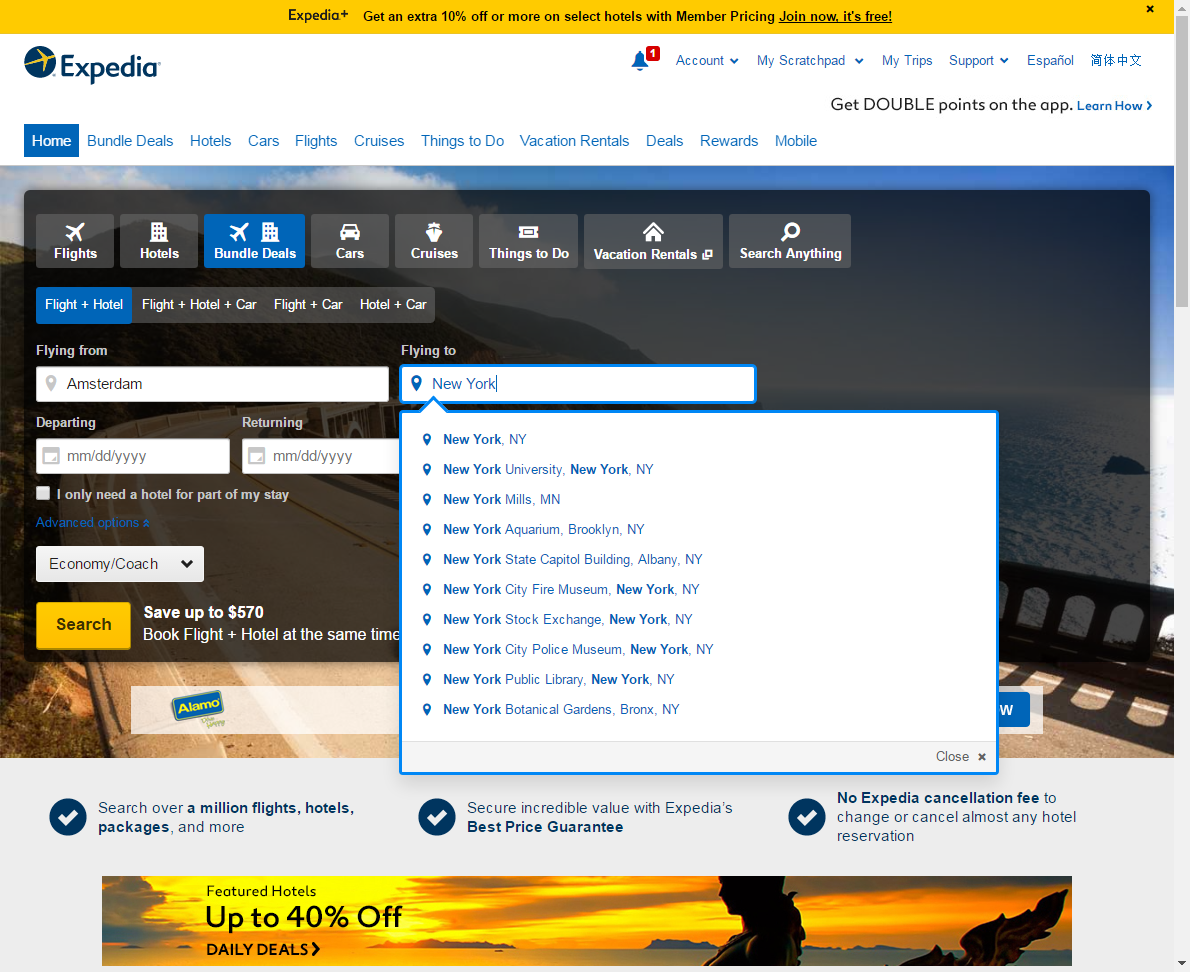 Expedia+ Get an extra 10% off or more on select hotels with Member Pricing Join now, it's free!
Expedia
1 Account My Scratchpad My Trips Support Español 简体中文
Get DOUBLE points on the app. Learn How
Home Bundle Deals Hotels Cars Flights Cruises Things to Do Vacation Rentals Deals Rewards Mobile
Flights Hotels Bundle Deals Cars Cruises Things to Do Vacation Rentals Search Anything
Flight + Hotel Flight + Hotel + Car Flight + Car Hotel + Car
Flying from Flying to
Amsterdam New York
Departing Returning
mm/dd/yyyy mm/dd/yyyy
I only need a hotel for part of my stay
Advanced options
Economy/Coach
Search
Save up to $570
Book Flight + Hotel at the same time
New York, NY
New York University, New York, NY
New York Mills, MN
New York Aquarium, Brooklyn, NY
New York State Capitol Building, Albany, NY
New York City Fire Museum, New York, NY
New York Stock Exchange, New York, NY
New York City Police Museum, New York, NY
New York Public Library, New York, NY
New York Botanical Gardens, Bronx, NY
Close
Alamo
W
Search over a million flights, hotels,
packages, and more
Secure incredible value with Expedia's
Best Price Guarantee
No Expedia cancellation fee to
change or cancel almost any hotel
reservation
Featured Hotels
Up to 40% Off
DAILY DEALS